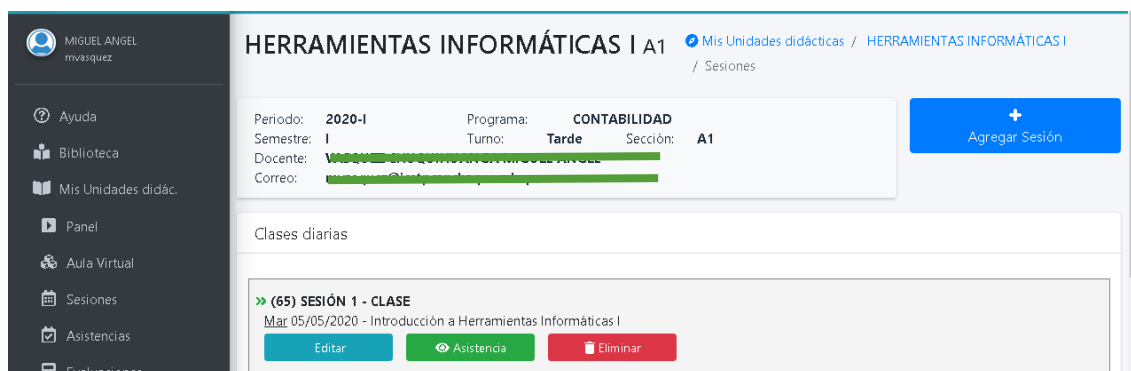 MIGUEL ANGEL
mvasquez
Ayuda
Biblioteca
Mis Unidades didác.
Panel
Aula Virtual
Sesiones
Asistencias
Evaluaciones
HERRAMIENTAS INFORMÁTICAS I A1
Mis Unidades didácticas / HERRAMIENTAS INFORMÁTICAS I
/ Sesiones
Periodo: 2020-I Programa: CONTABILIDAD
Semestre: I Turno: Tarde Sección: A1
Docente:
Correo:
Agregar Sesión
Clases diarias
(65) SESIÓN 1 - CLASE
Mar 05/05/2020 - Introducción a Herramientas Informáticas I
Editar Asistencia Eliminar